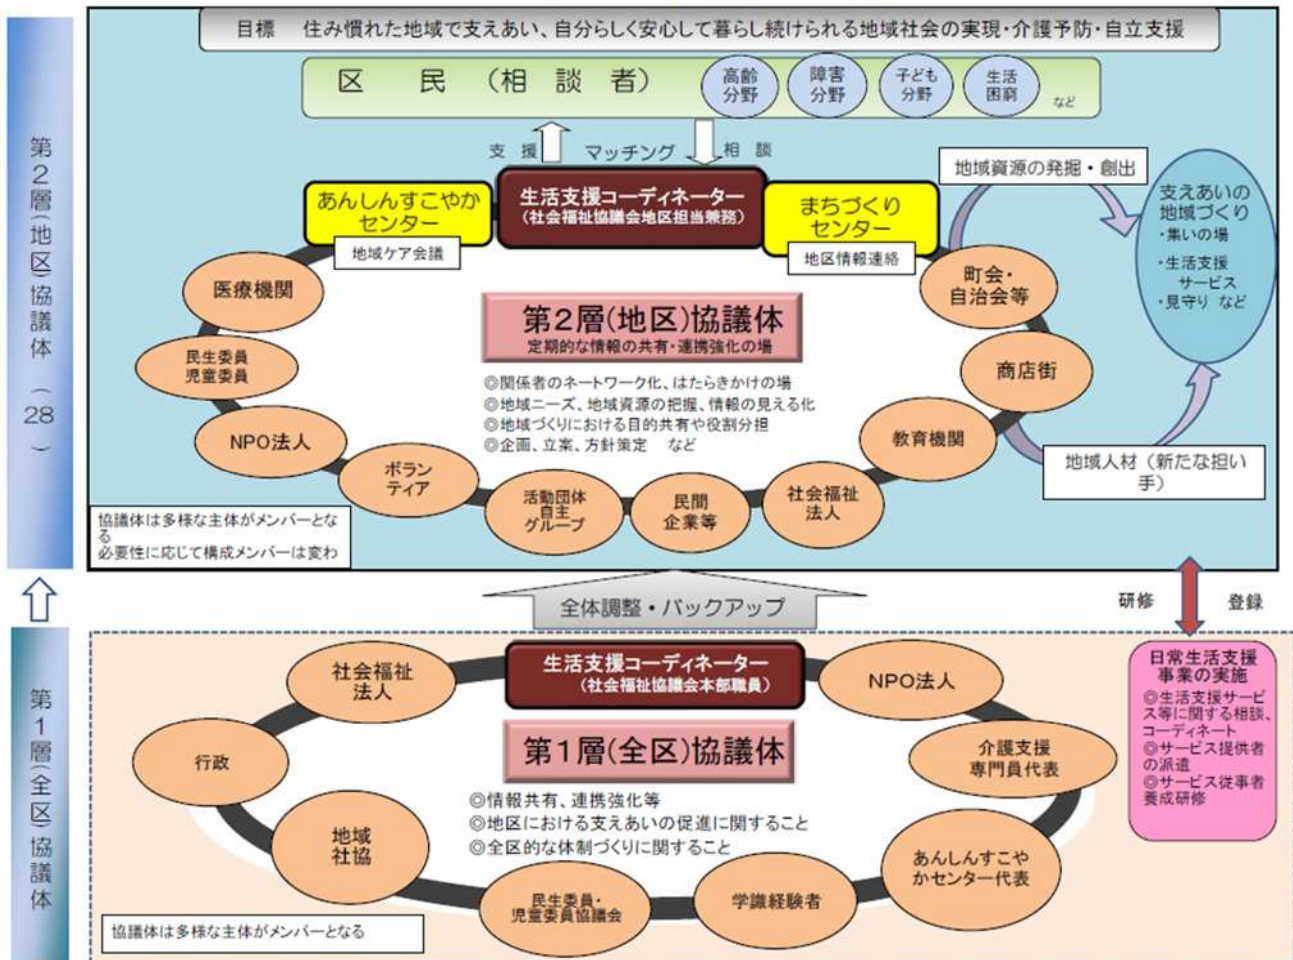 目標　住み慣れた地域で支えあい、自分らしく安心して暮らし続けられる地域社会の実現・介護予防・自立支援
区　民　（相　談　者）
高齢
分野
障害
分野
子ども
分野
生活
困窮
など
支　援
マッチング
相　談
第２層（地区）協議体　（　28　）
あんしんすこやか
センター
地域ケア会議
生活支援コーディネーター
（社会福祉協議会地区担当兼務）
まちづくり
センター
地区情報連絡
地域資源の発掘・創出
支えあいの
地域づくり
・集いの場
・生活支援
サービス
・見守り など
医療機関
民生委員
児童委員
NPO法人
ボラン
ティア
活動団体
自主
グループ
民間
企業等
社会福祉
法人
教育機関
商店街
町会・
自治会等
第２層(地区)協議体
定期的な情報の共有・連携強化の場
◎関係者のネットワーク化、はたらきかけの場
◎地域ニーズ、地域資源の把握、情報の見える化
◎地域づくりにおける目的共有や役割分担
◎企画、立案、方針策定　など
地域人材（新たな担い
手）
協議体は多様な主体がメンバーとな
る
必要性に応じて構成メンバーは変わ
全体調整・バックアップ
研修
登録
第１層（全区）協議体
生活支援コーディネーター
（社会福祉協議会本部職員）
社会福祉
法人
行政
地域
社協
民生委員・
児童委員協議会
学識経験者
あんしんすこや
かセンター代表
介護支援
専門員代表
NPO法人
第１層(全区)協議体
◎情報共有、連携強化等
◎地区における支えあいの促進に関すること
◎全区的な体制づくりに関すること
協議体は多様な主体がメンバーとなる
日常生活支援
事業の実施
◎生活支援サービ
ス等に関する相談、
コーディネート
◎サービス提供者
の派遣
◎サービス従事者
養成研修